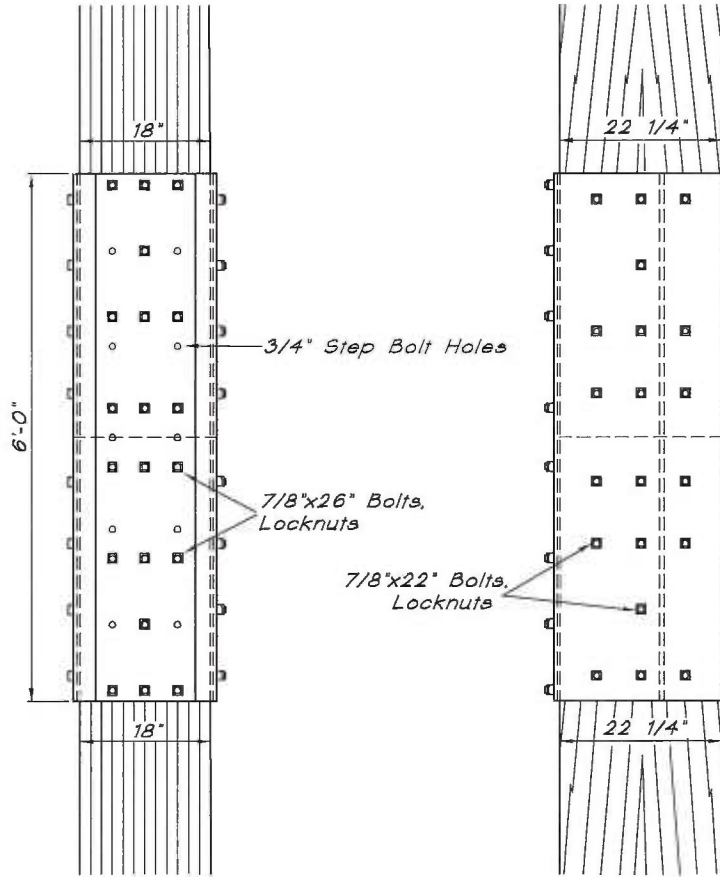 18"
22 1/4"
3/4" Step Bolt Holes
6'-0"
7/8"x26" Bolts,
Locknuts
7/8"x22" Bolts,
Locknuts
18"
22 1/4"